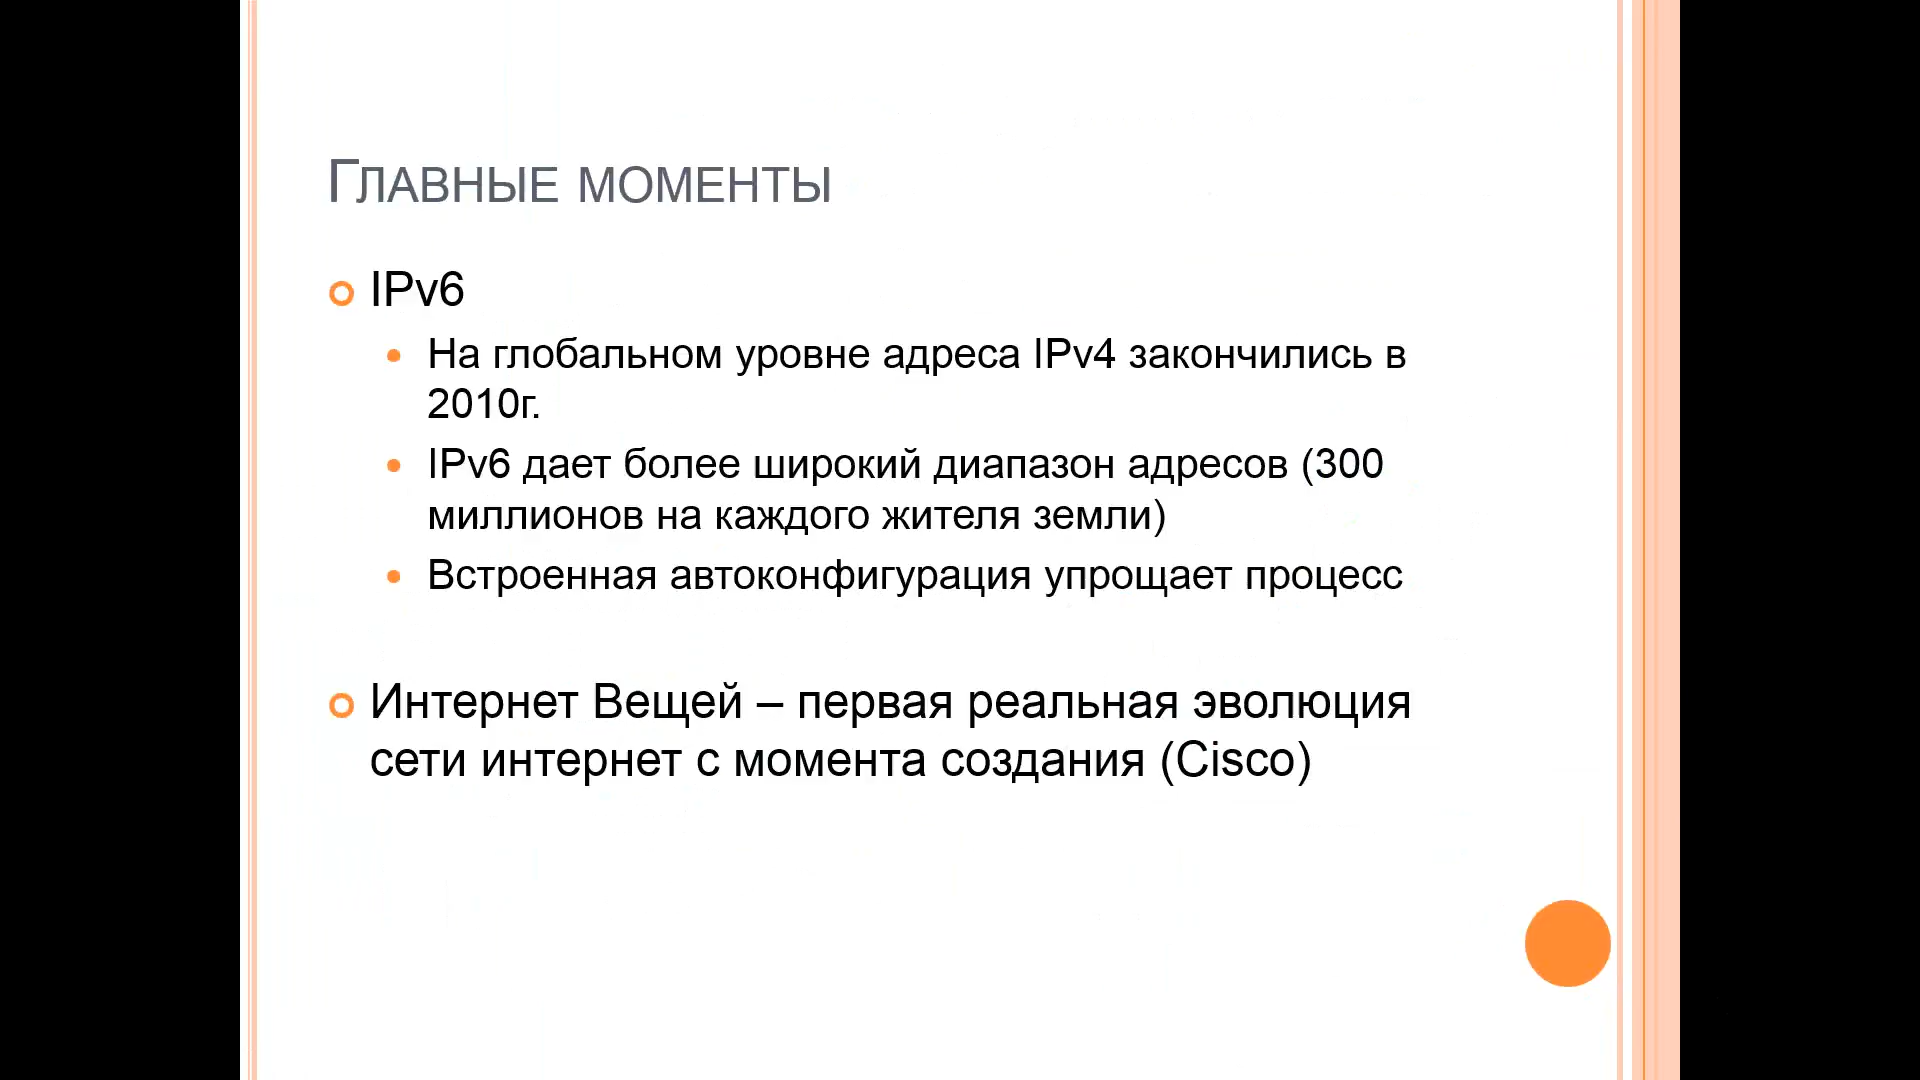 Главные моменты
IPv6
На глобальном уровне адреса IPv4 закончились в
2010г.
IPv6 дает более широкий диапазон адресов (300
миллионов на каждого жителя земли)
Встроенная автоконфигурация упрощает процесс
Интернет Вещей – первая реальная эволюция
сети интернет с момента создания (Cisco)